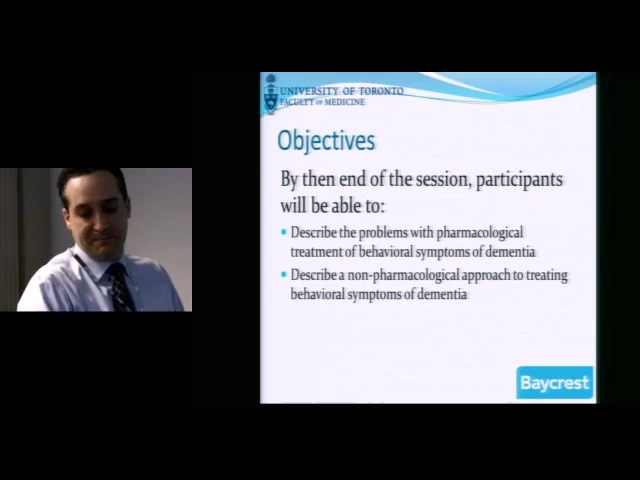 UNIVERSITY OF TORONTO
FACULTY OF MEDICINE
Objectives
By then end of the session, participants
will be able to:
• Describe the problems with pharmacological
treatment of behavioral symptoms of dementia
• Describe a non-pharmacological approach to treating
behavioral symptoms of dementia
Baycrest